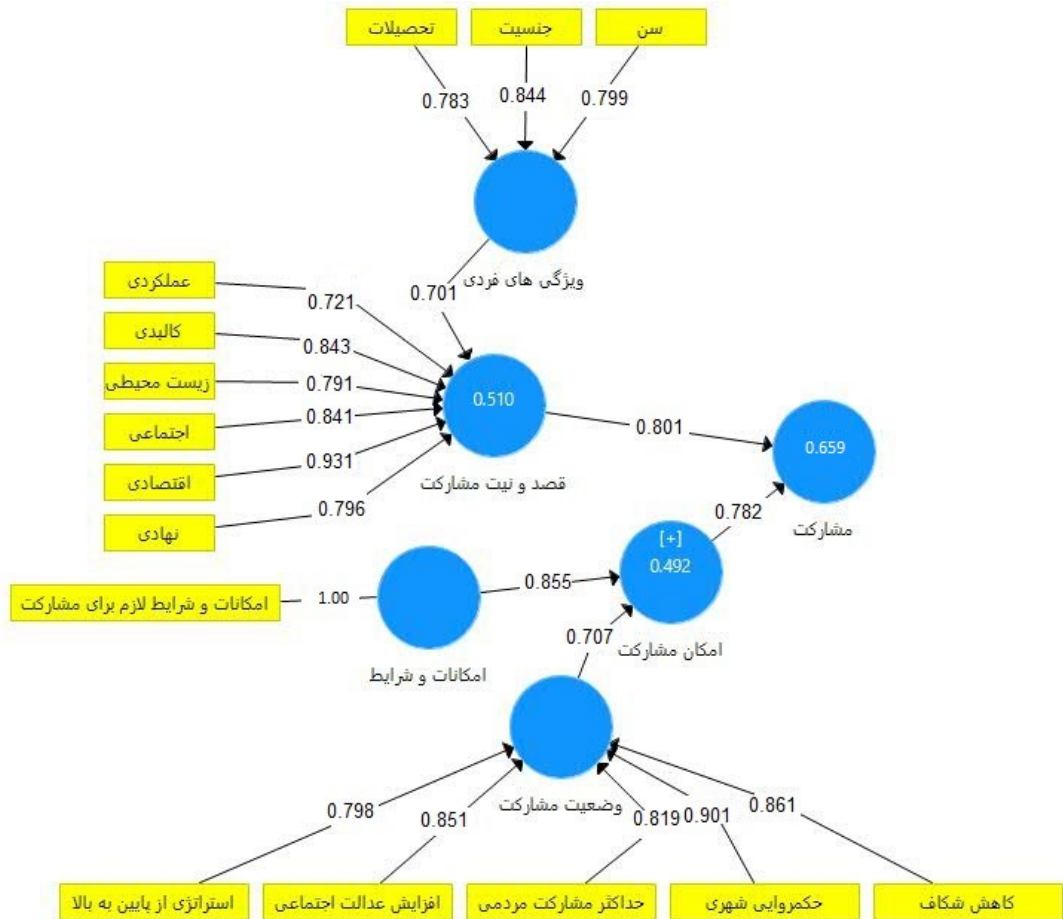 تحصیلات
جنسیت
سن
0.783
0.844
0.799
ویژگی های فردی
0.701
عملکردی
0.721
کالبدی
0.843
زیست محیطی
0.791
اجتماعی
0.841
اقتصادی
0.931
نهادی
0.796
0.510
قصد و نیت مشارکت
0.801
0.659
مشارکت
0.782
[+]
0.492
امکان مشارکت
امکانات و شرایط لازم برای مشارکت
1.00
0.855
امکانات و شرایط
0.707
وضعیت مشارکت
0.798
0.851
0.819
0.901
0.861
استراتژی از پایین به بالا
افزایش عدالت اجتماعی
حداکثر مشارکت مردمی
حکمروایی شهری
کاهش شکاف